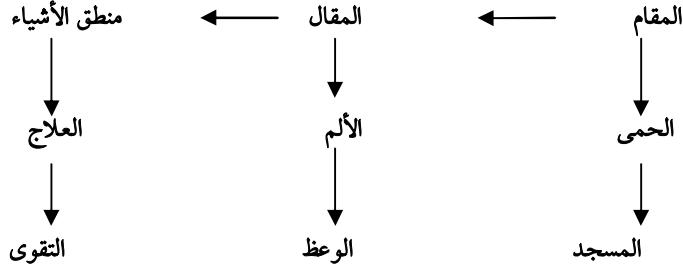 المقام المقال منطق الأشياء
الحمى الألم العلاج
المسجد الوعظ التقوى